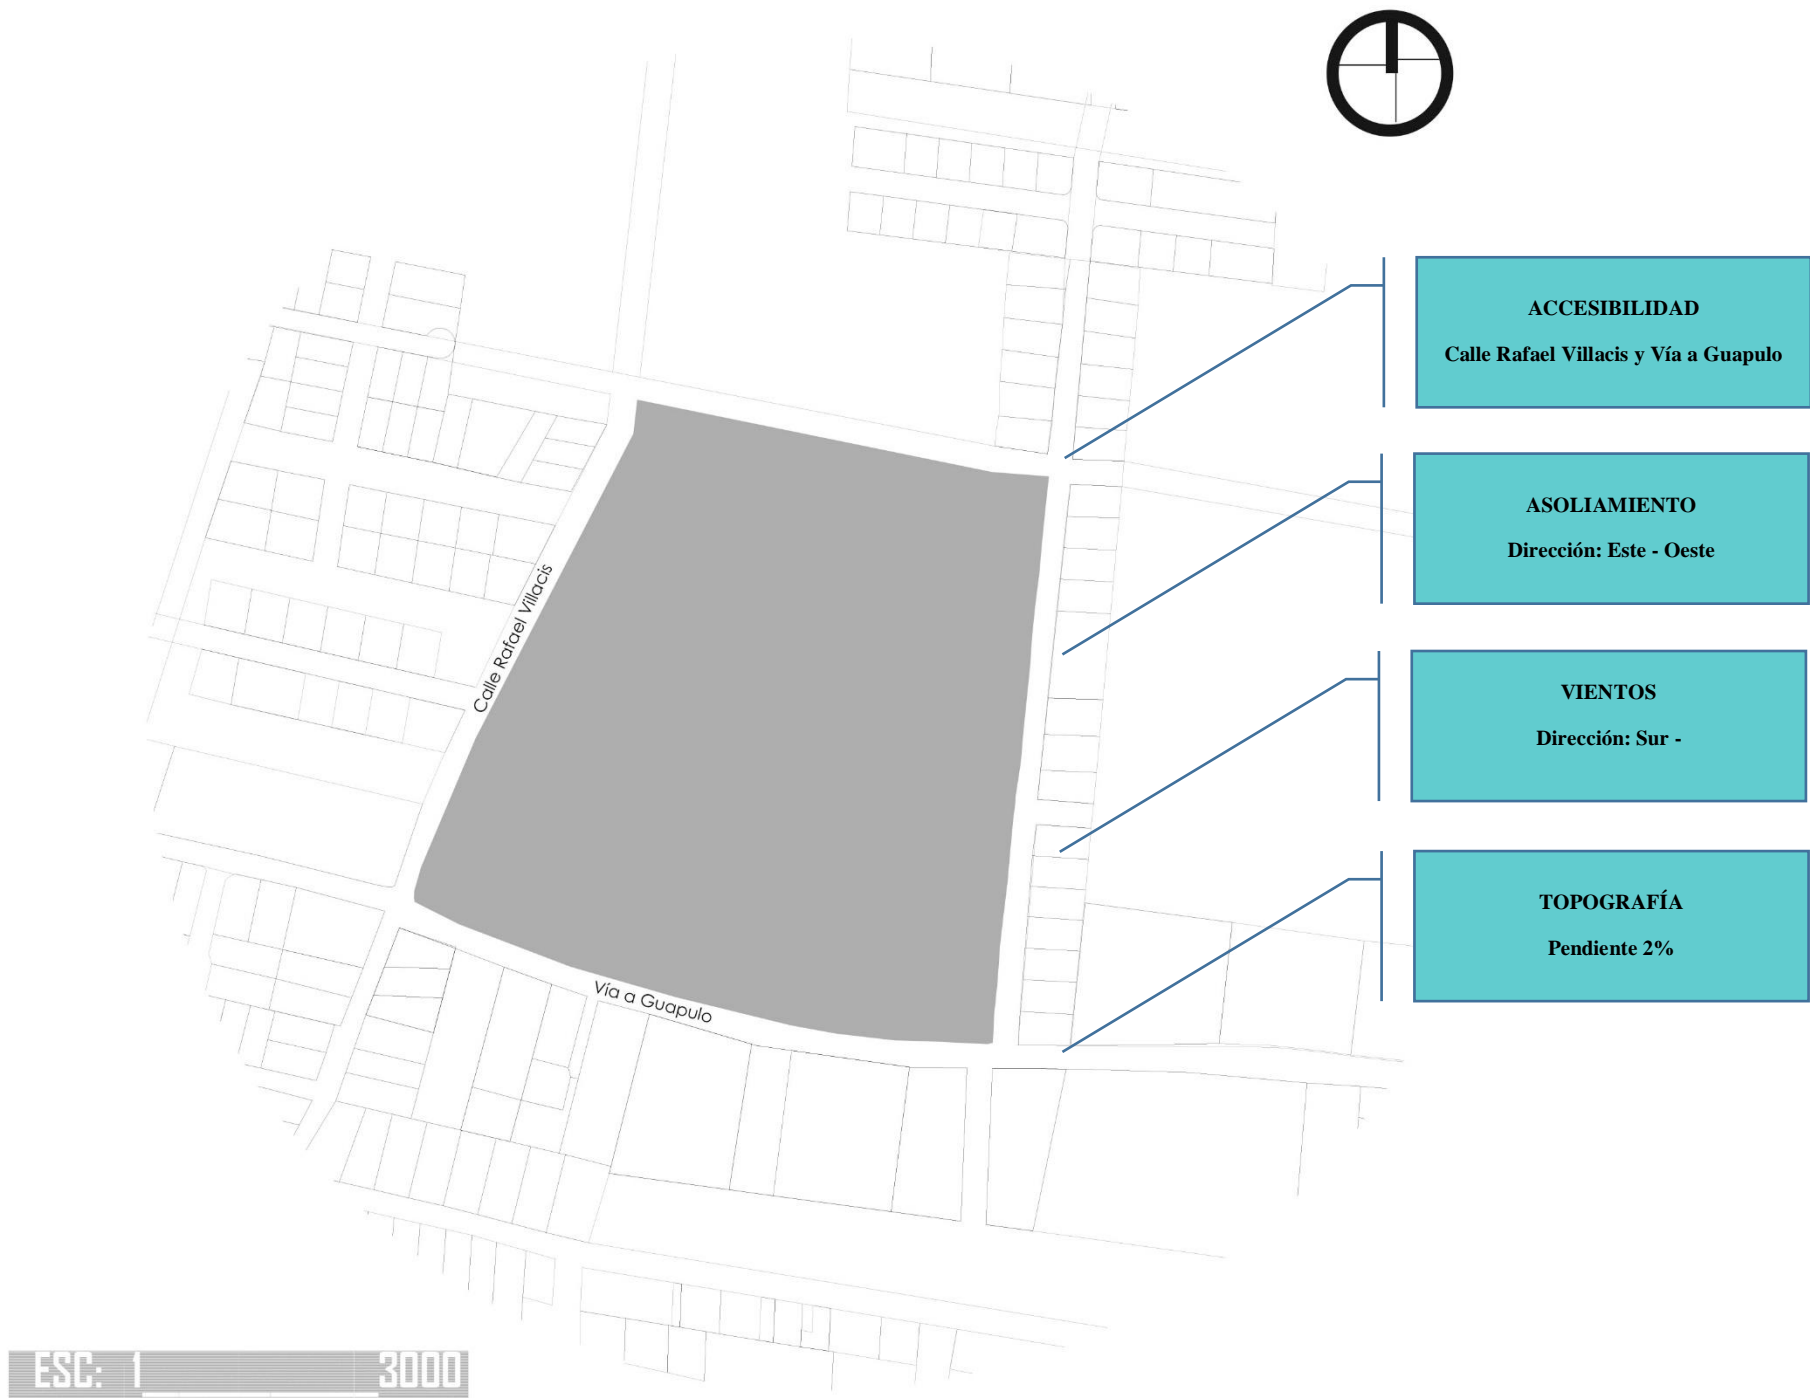 ACCESIBILIDAD
Calle Rafael Villacis y Vía a Guapulo
ASOLIAMIENTO
Dirección: Este - Oeste
VIENTOS
Dirección: Sur -
TOPOGRAFÍA
Pendiente 2%
Calle Rafael Villacis
Vía a Guapulo
ESC: 1 3000